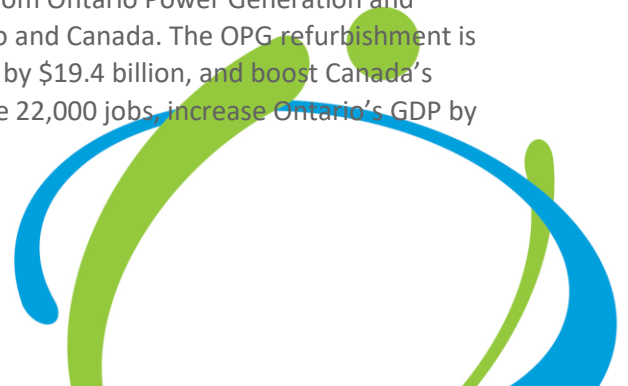 om Ontario Power Generation and
o and Canada. The OPG refurbishment is
by $19.4 billion, and boost Canada's
e 22,000 jobs, increase Ontario's GDP by